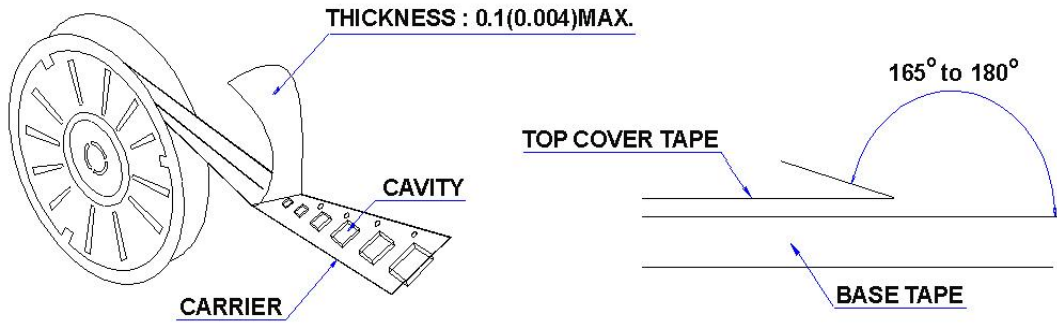 THICKNESS : 0.1(0.004)MAX.
CAVITY
CARRIER
165° to 180°
TOP COVER TAPE
BASE TAPE